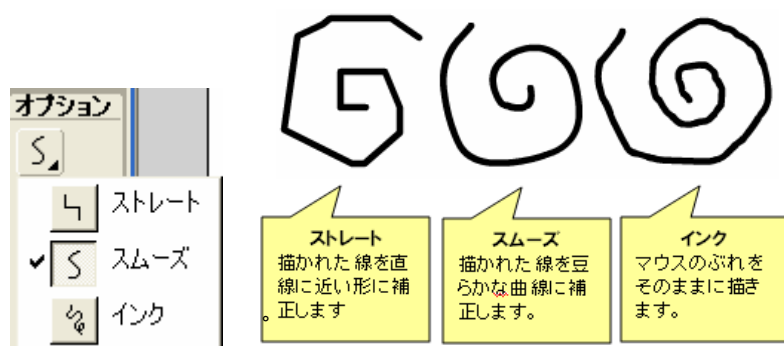 オプション
ストレート
スムーズ
インク
ストレート
描かれた線を直
線に近い形に補
。正します
スムーズ
描かれた線を豆
らかな曲線に補
正します。
インク
マウスのぶれを
そのままに描き
ます。